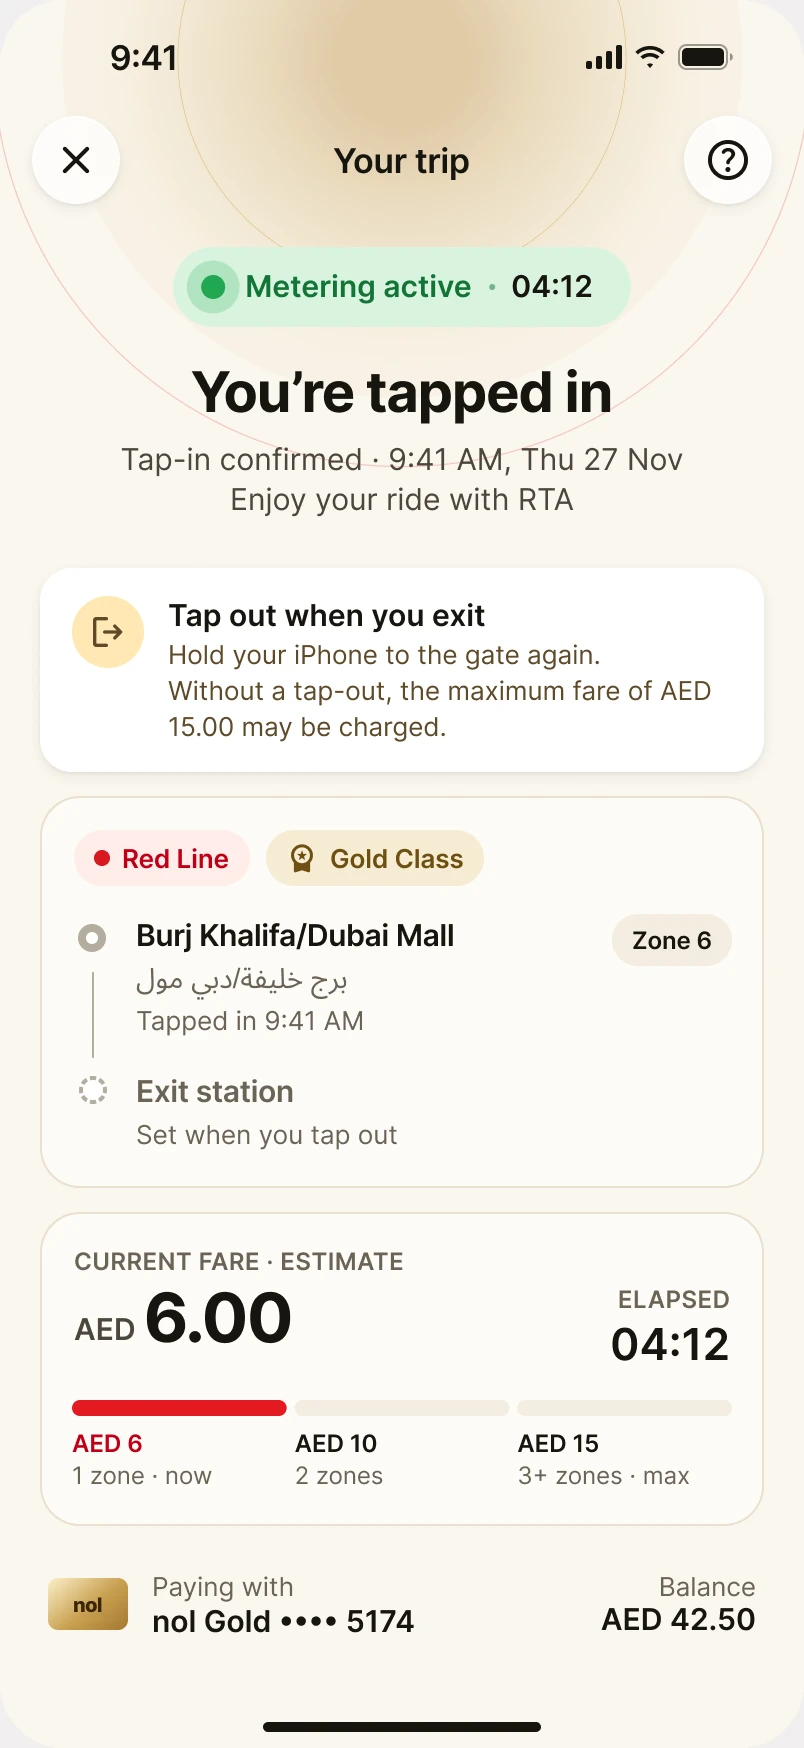 9:41
Your trip
Metering active · 04:12
You’re tapped in
Tap-in confirmed · 9:41 AM, Thu 27 Nov
Enjoy your ride with RTA
Tap out when you exit
Hold your iPhone to the gate again.
Without a tap-out, the maximum fare of AED
15.00 may be charged.
Red Line
Gold Class
Burj Khalifa/Dubai Mall
Zone 6
برج خليفة/دبي مول
Tapped in 9:41 AM
Exit station
Set when you tap out
CURRENT FARE · ESTIMATE
AED 6.00
ELAPSED
04:12
AED 6
1 zone · now
AED 10
2 zones
AED 15
3+ zones · max
nol
Paying with
nol Gold •••• 5174
Balance
AED 42.50